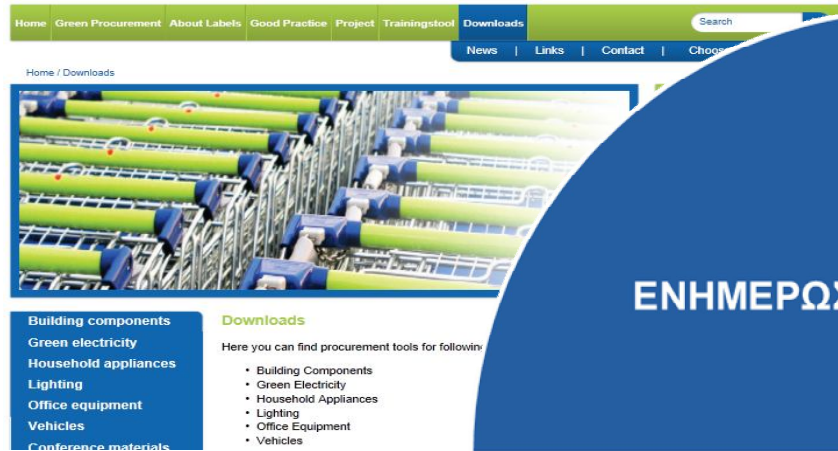 Home Green Procurement About Labels Good Practice Project Trainingstool Downloads Search
News | Links | Contact |
Home / Downloads
Building components
Green electricity
Household appliances
Lighting
Office equipment
Vehicles
Conference materials
Downloads
Here you can find procurement tools for
• Building Components
• Green Electricity
• Household Appliances
• Lighting
• Office Equipment
• Vehicles